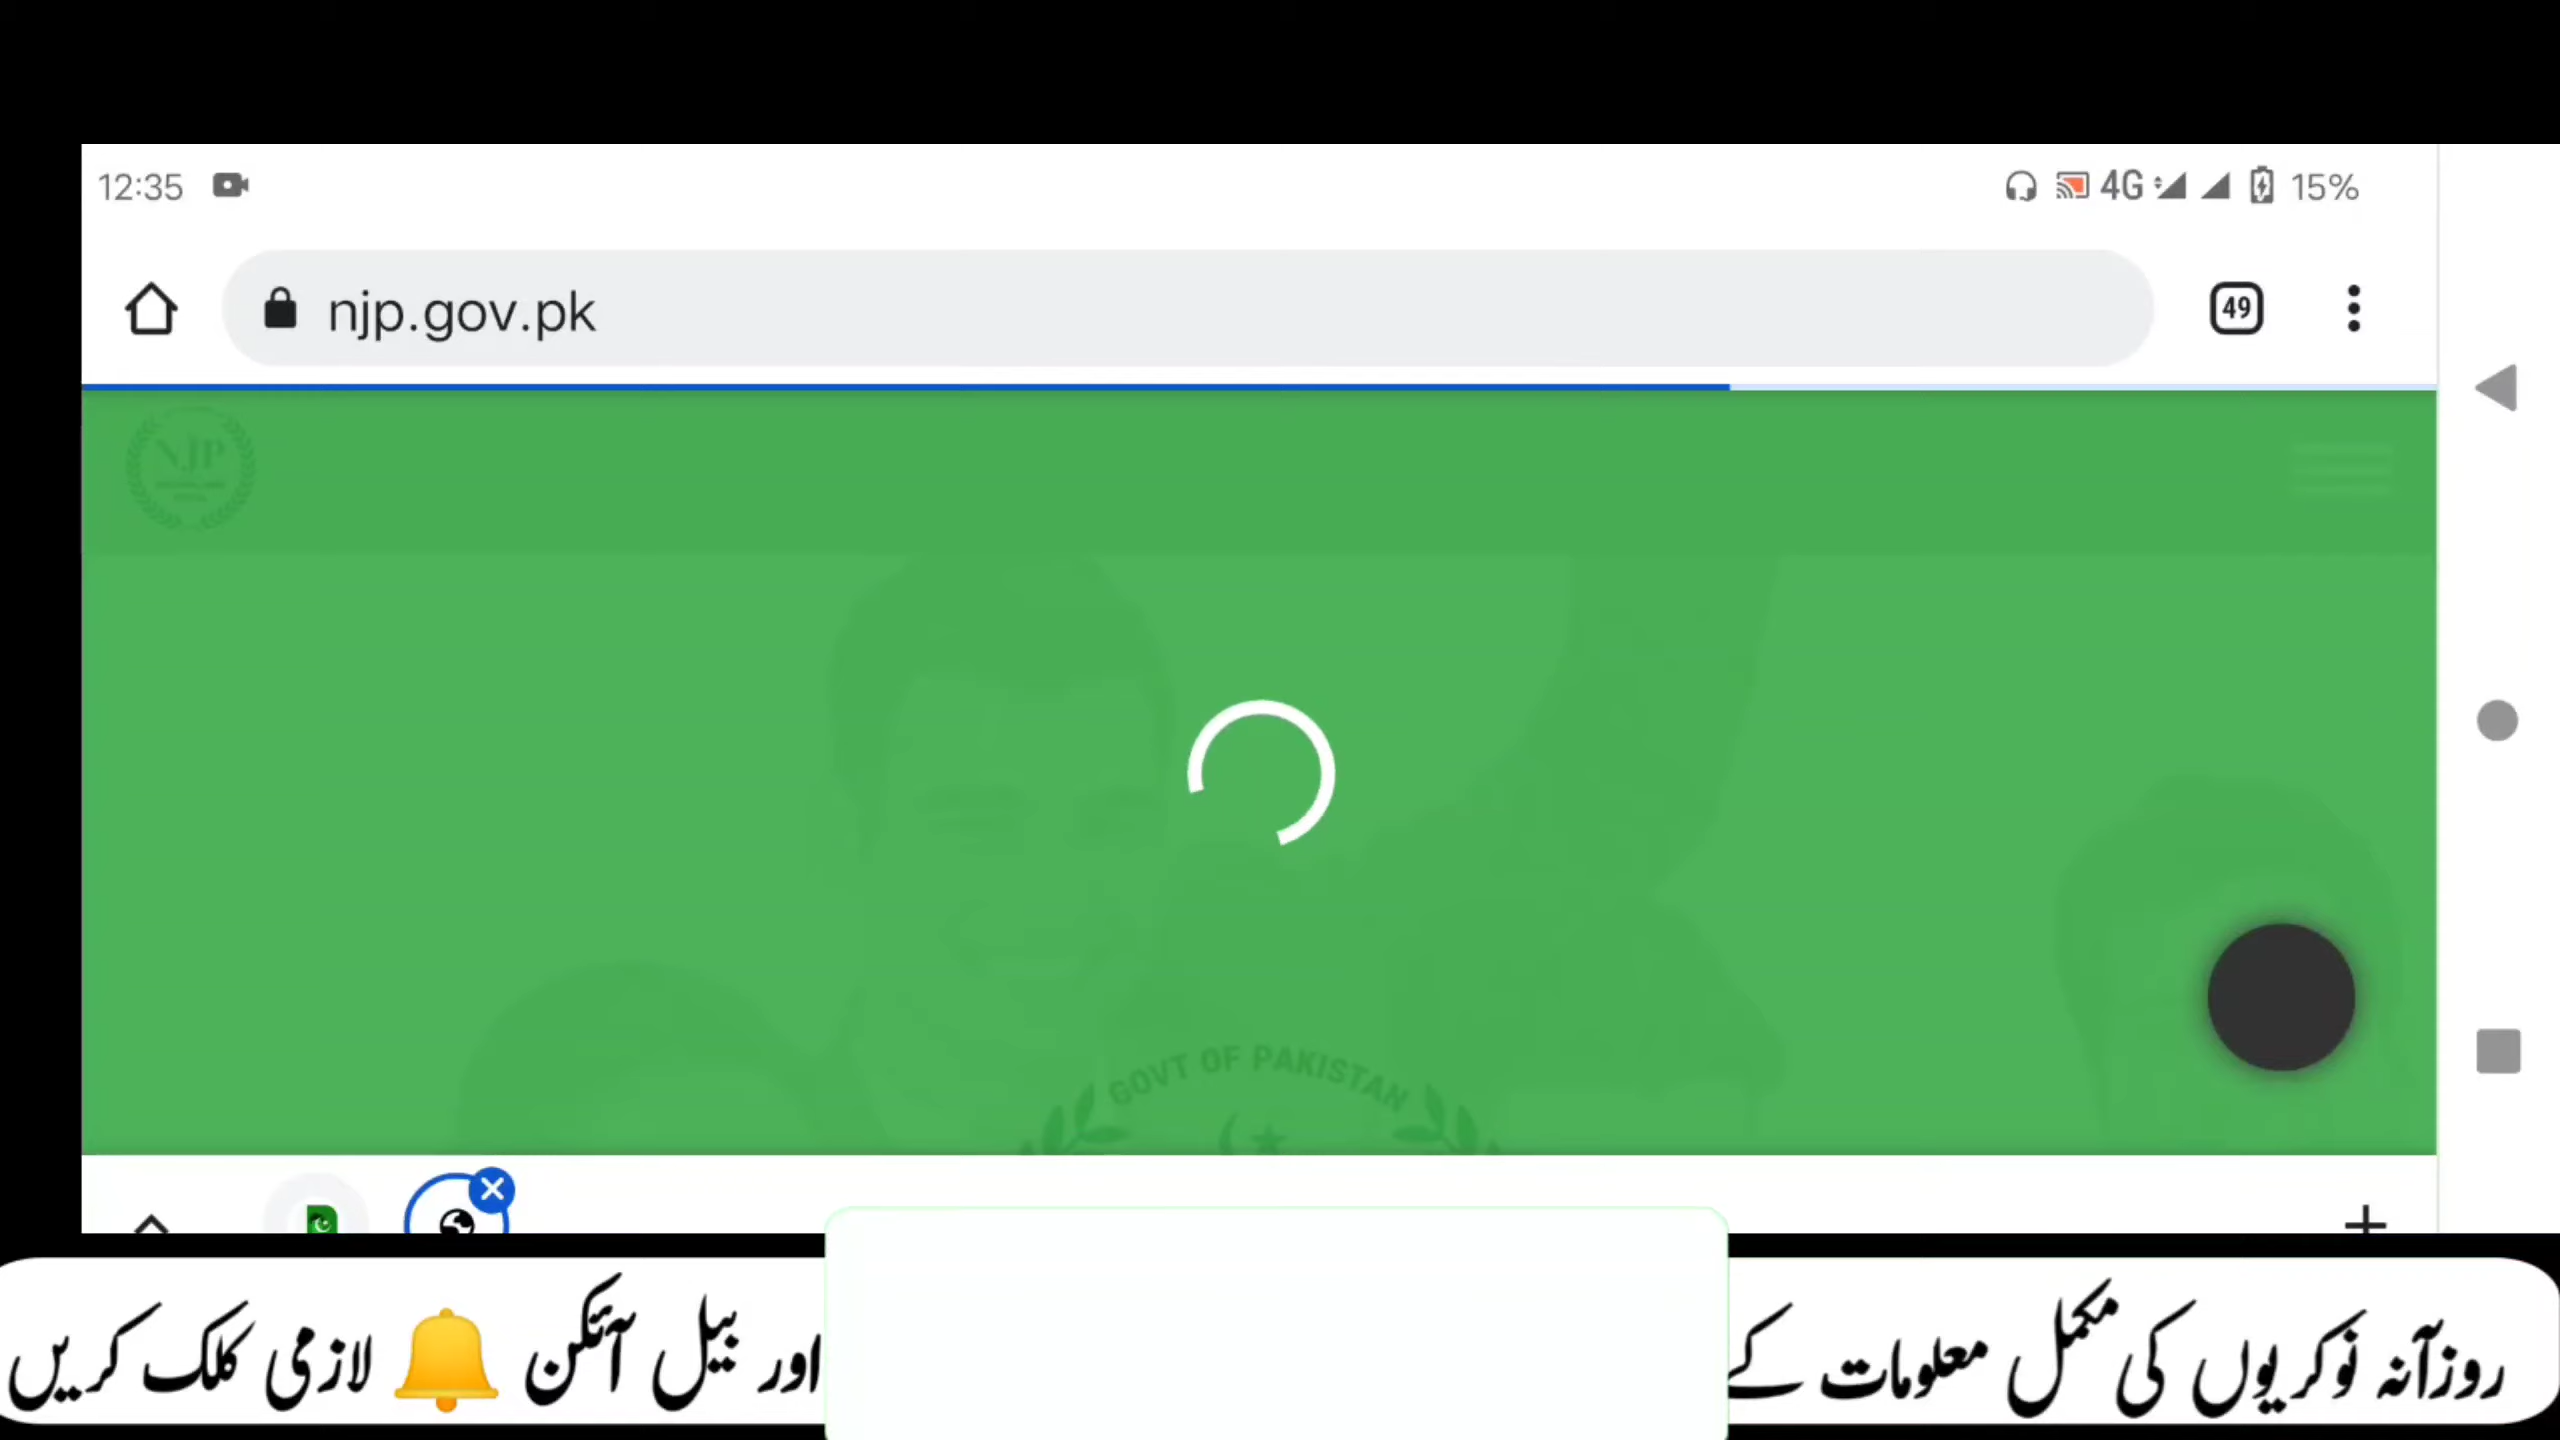 12:35 4G 15%
njp.gov.pk 49
NJP
GOVT OF PAKISTAN
روزآنہ نوکریوں کی مکمل معلومات کے اور بیل آئکن 🔔 لازمی کلک کریں